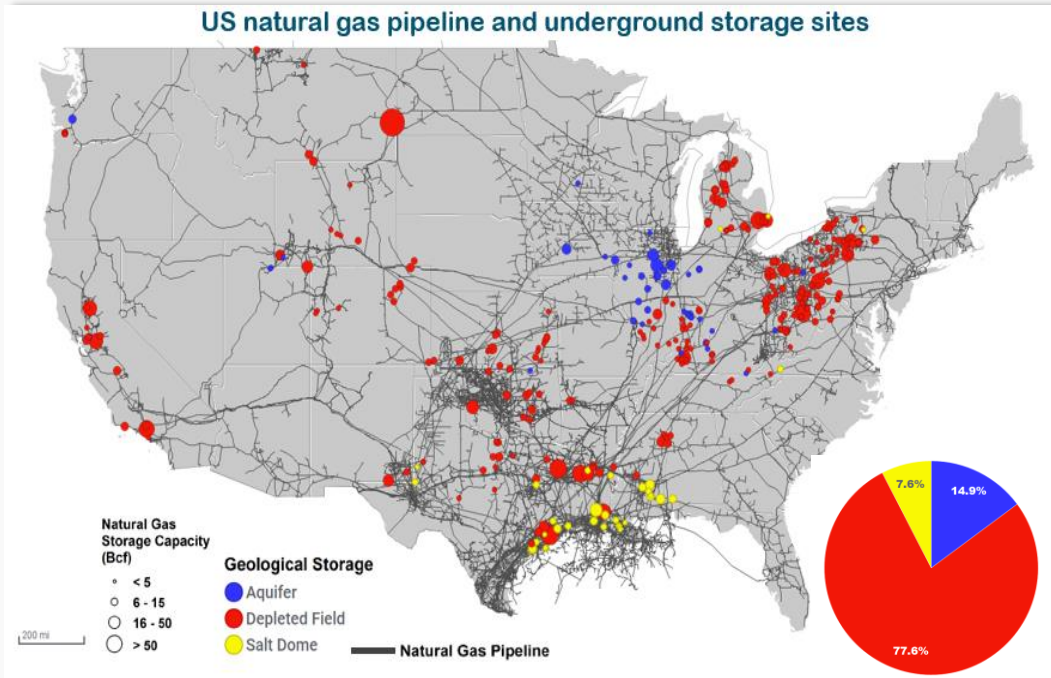 US natural gas pipeline and underground storage sites
Natural Gas
Storage Capacity
(Bcf)
< 5
6 - 15
16 - 50
> 50
200 mi
Geological Storage
Aquifer
Depleted Field
Salt Dome
Natural Gas Pipeline
7.6%
14.9%
77.6%